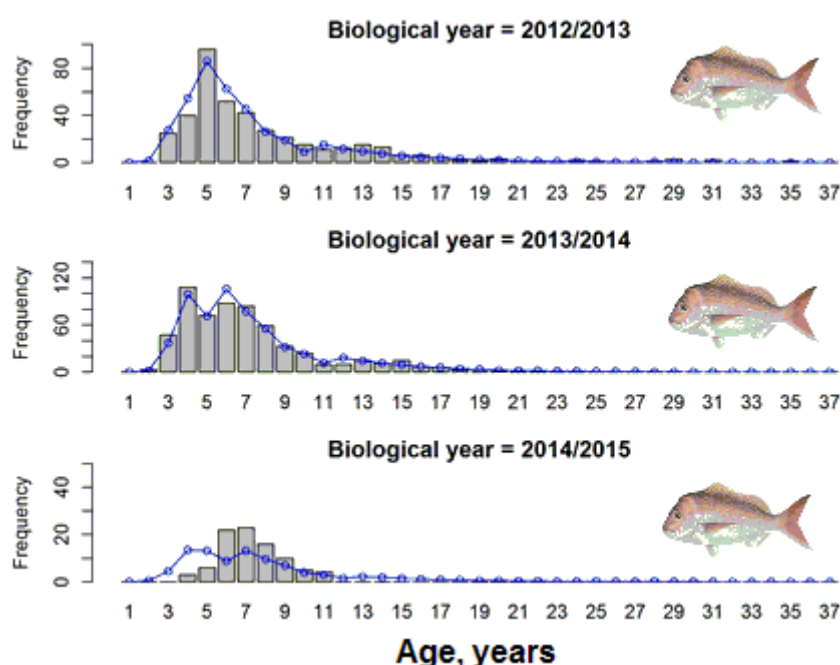 Biological year = 2012/2013
Frequency
80
40
0
1 3 5 7 9 11 13 15 17 19 21 23 25 27 29 31 33 35 37
Biological year = 2013/2014
Frequency
120
60
0
1 3 5 7 9 11 13 15 17 19 21 23 25 27 29 31 33 35 37
Biological year = 2014/2015
Frequency
40
20
0
1 3 5 7 9 11 13 15 17 19 21 23 25 27 29 31 33 35 37
Age, years